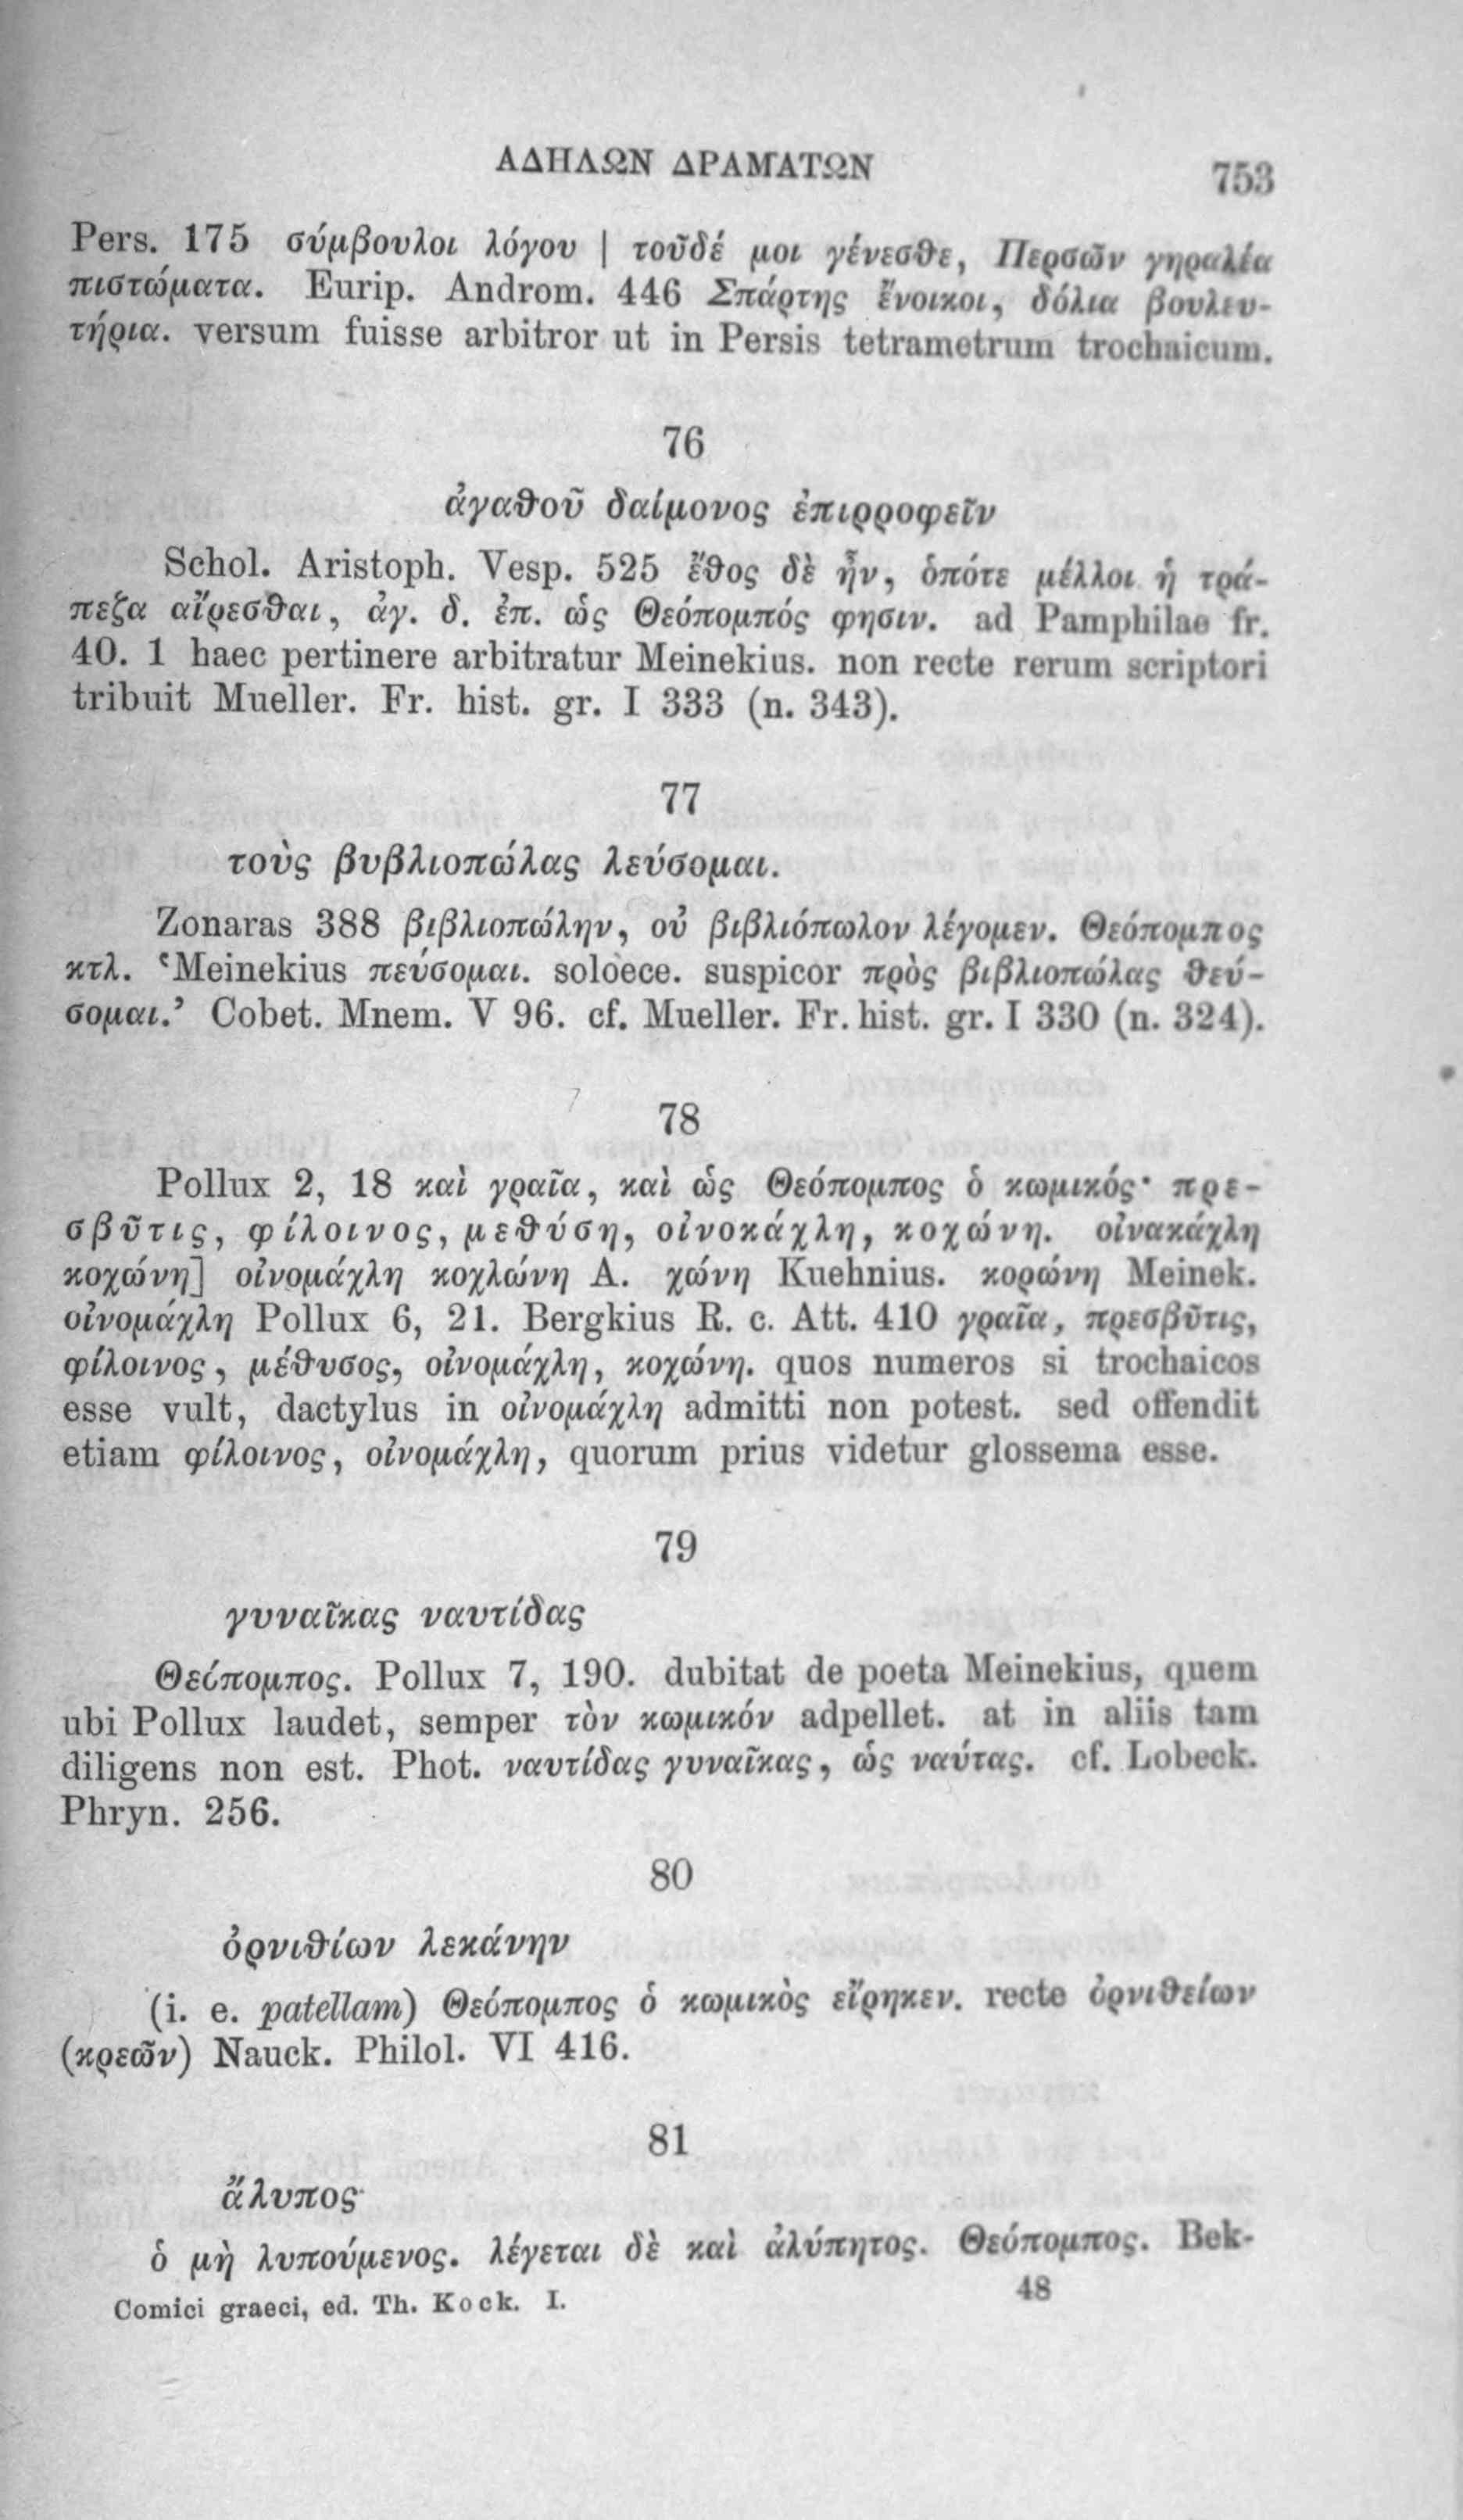 ΑΔΗΛΩΝ ΔΡΑΜΑΤΩΝ 753
Pers. 175 σύμβουλοι λόγου | τοῦδέ μοι γένεσθε, Περσῶν γηραλέα
πιστώματα. Eurip. Androm. 446 Σπάρτης ἔνοικοι, δόλια βουλευ-
τήρια. versum fuisse arbitror ut in Persis tetrametrum trochaicum.
76
ἀγαθοῦ δαίμονος ἐπιρροφεῖν
Schol. Aristoph. Vesp. 525 ἔθος δὲ ἦν, ὁπότε μέλλοι ἡ τρά-
πεζα αἴρεσθαι, ἀγ. δ. ἐπ. ὡς Θεόπομπός φησιν. ad Pamphilae fr.
40. 1 haec pertinere arbitratur Meinekius. non recte rerum scriptori
tribuit Mueller. Fr. hist. gr. I 333 (n. 343).
77
τοὺς βυβλιοπώλας λεύσομαι.
Zonaras 388 βιβλιοπώλην, οὐ βιβλιόπωλον λέγομεν. Θεόπομπος
κτλ. ‘Meinekius πεύσομαι. soloece. suspicor πρὸς βιβλιοπώλας θεύ-
σομαι.’ Cobet. Mnem. V 96. cf. Mueller. Fr. hist. gr. I 330 (n. 324).
78
Pollux 2, 18 καὶ γραῖα, καὶ ὡς Θεόπομπος ὁ κωμικός· πρε-
σβῦτις, φίλοινος, μεθύση, οἰνοκάχλη, κοχώνη. οἰνακάχλη
κοχώνη] οἰνομάχλη κοχλώνη A. χώνη Kuehnius. κορώνη Meinek.
οἰνομάχλη Pollux 6, 21. Bergkius R. c. Att. 410 γραῖα, πρεσβῦτις,
φίλοινος, μέθυσος, οἰνομάχλη, κοχώνη. quos numeros si trochaicos
esse vult, dactylus in οἰνομάχλη admitti non potest. sed offendit
etiam φίλοινος, οἰνομάχλη, quorum prius videtur glossema esse.
79
γυναῖκας ναυτίδας
Θεόπομπος. Pollux 7, 190. dubitat de poeta Meinekius, quem
ubi Pollux laudet, semper τὸν κωμικόν adpellet. at in aliis tam
diligens non est. Phot. ναυτίδας γυναῖκας, ὡς ναύτας. cf. Lobeck.
Phryn. 256.
80
ὀρνιθίων λεκάνην
(i. e. patellam) Θεόπομπος ὁ κωμικὸς εἴρηκεν. recte ὀρνιθείων
(κρεῶν) Nauck. Philol. VI 416.
81
ἄλυπος·
ὁ μὴ λυπούμενος. λέγεται δὲ καὶ ἀλύπητος. Θεόπομπος. Bek-
Comici graeci, ed. Th. Kock. I. 48